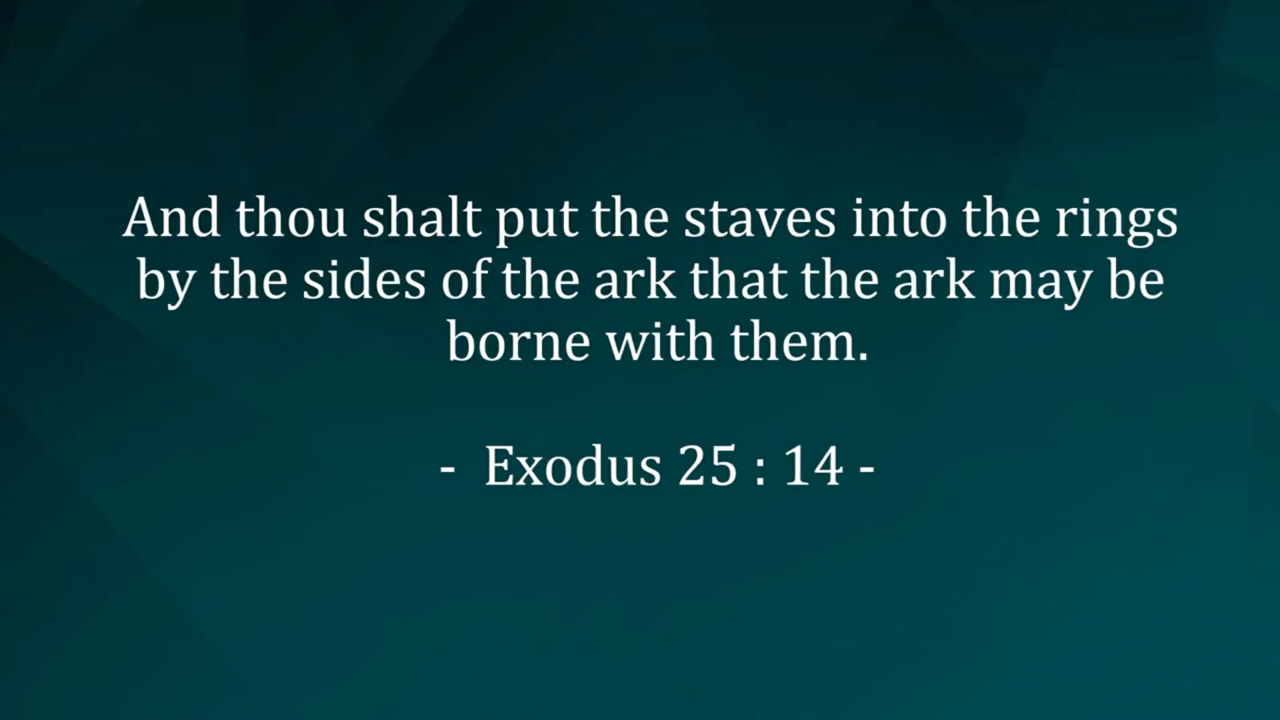 And thou shalt put the staves into the rings
by the sides of the ark that the ark may be
borne with them.
- Exodus 25 : 14 -